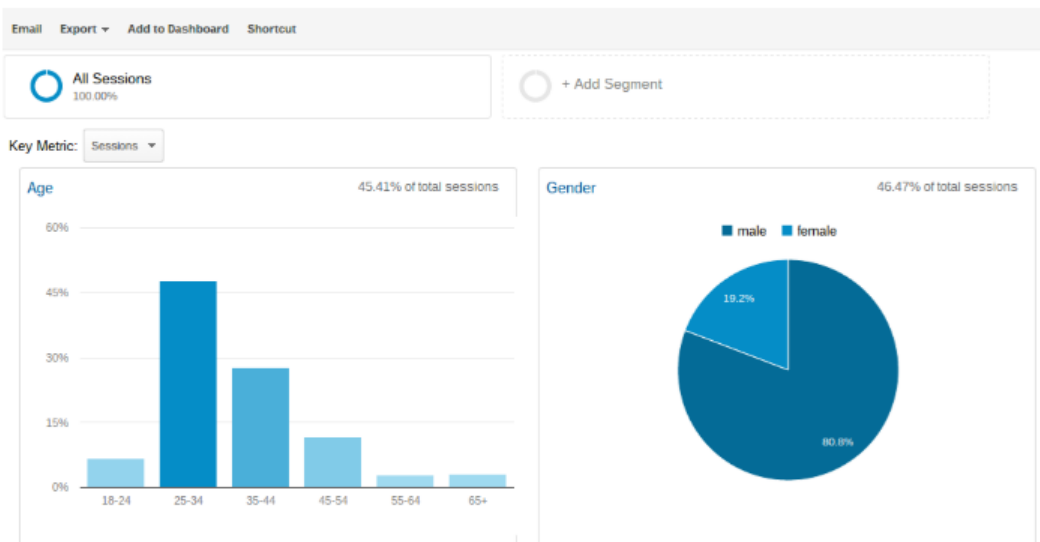 Email Export Add to Dashboard Shortcut
All Sessions
100.00%
+ Add Segment
Key Metric: Sessions
Age 45.41% of total sessions
60%
45%
30%
15%
0%
18-24 25-34 35-44 45-54 55-64 65+
Gender 46.47% of total sessions
male female
19.2%
80.8%